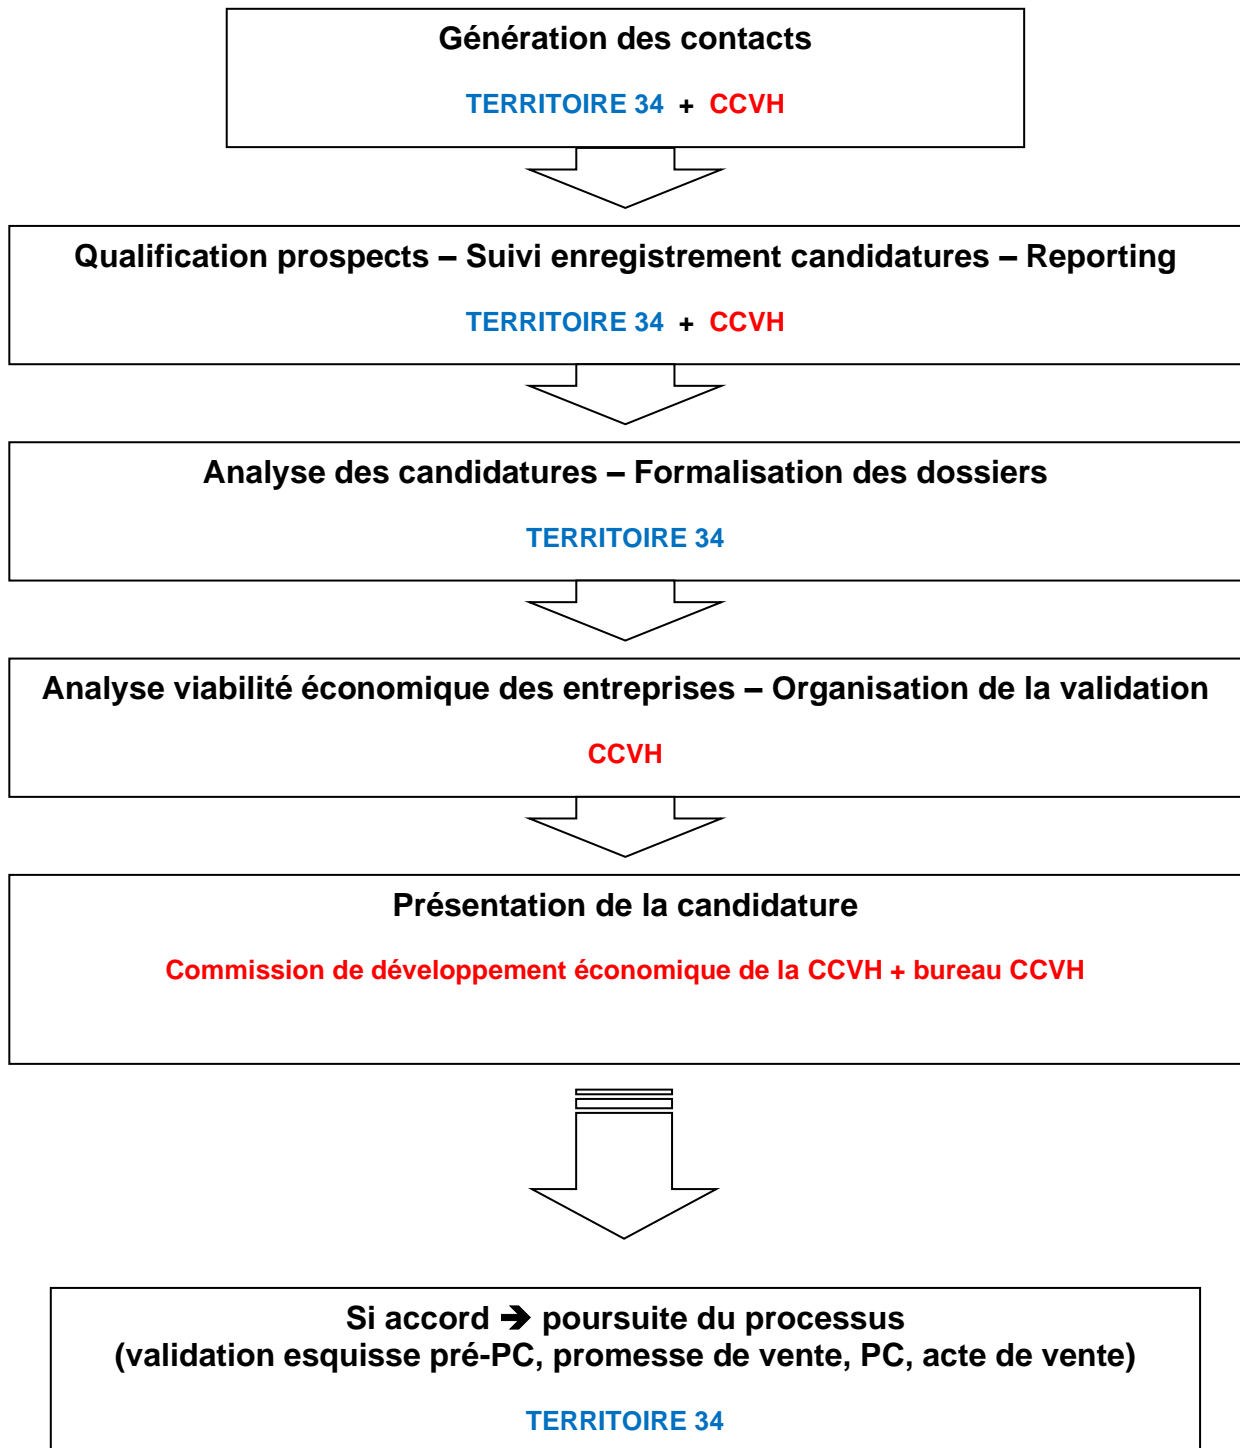 Génération des contacts
TERRITOIRE 34 + CCVH
Qualification prospects – Suivi enregistrement candidatures – Reporting
TERRITOIRE 34 + CCVH
Analyse des candidatures – Formalisation des dossiers
TERRITOIRE 34
Analyse viabilité économique des entreprises – Organisation de la validation
CCVH
Présentation de la candidature
Commission de développement économique de la CCVH + bureau CCVH
Si accord ➔ poursuite du processus
(validation esquisse pré-PC, promesse de vente, PC, acte de vente)
TERRITOIRE 34